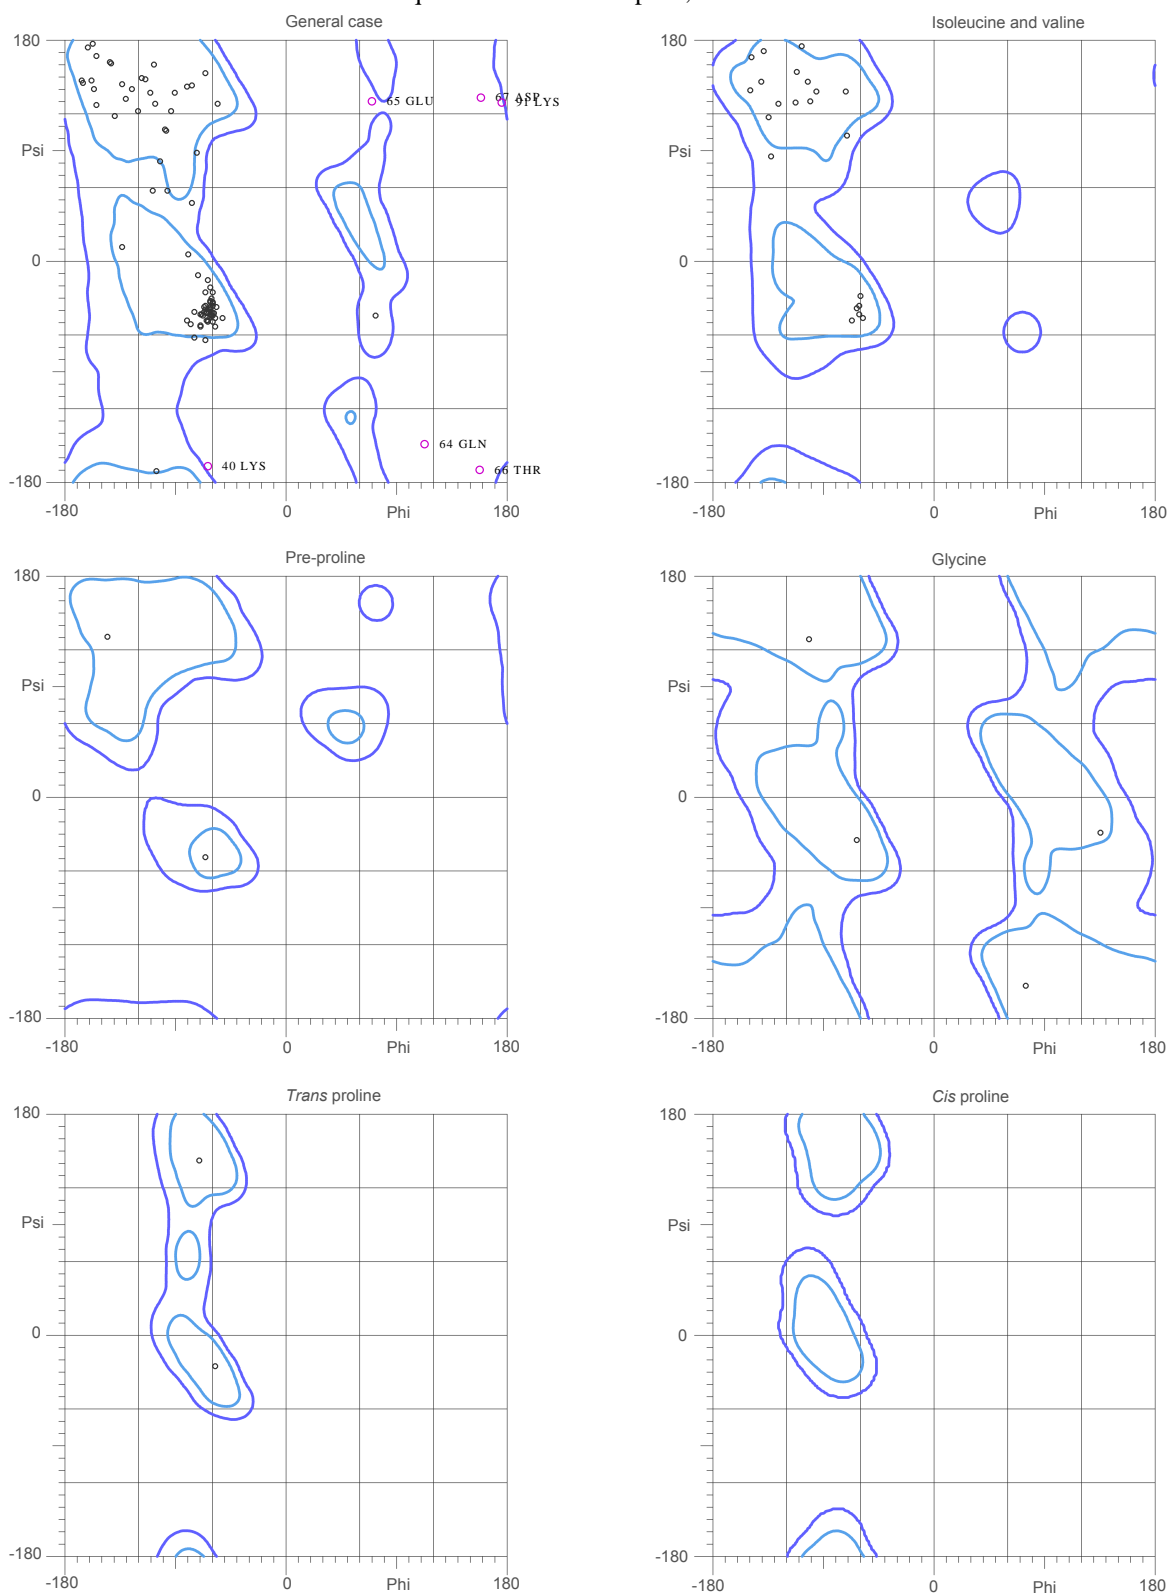 General case
Isoleucine and valine
180
65 GLU
67 ASP
91 LYS
Psi
0
64 GLN
40 LYS
66 THR
-180
-180
0
Phi
180
180
Psi
0
-180
-180
0
Phi
180
Pre-proline
Glycine
180
Psi
0
-180
-180
0
Phi
180
180
Psi
0
-180
-180
0
Phi
180
Trans proline
Cis proline
180
Psi
0
-180
-180
0
Phi
180
180
Psi
0
-180
-180
0
Phi
180